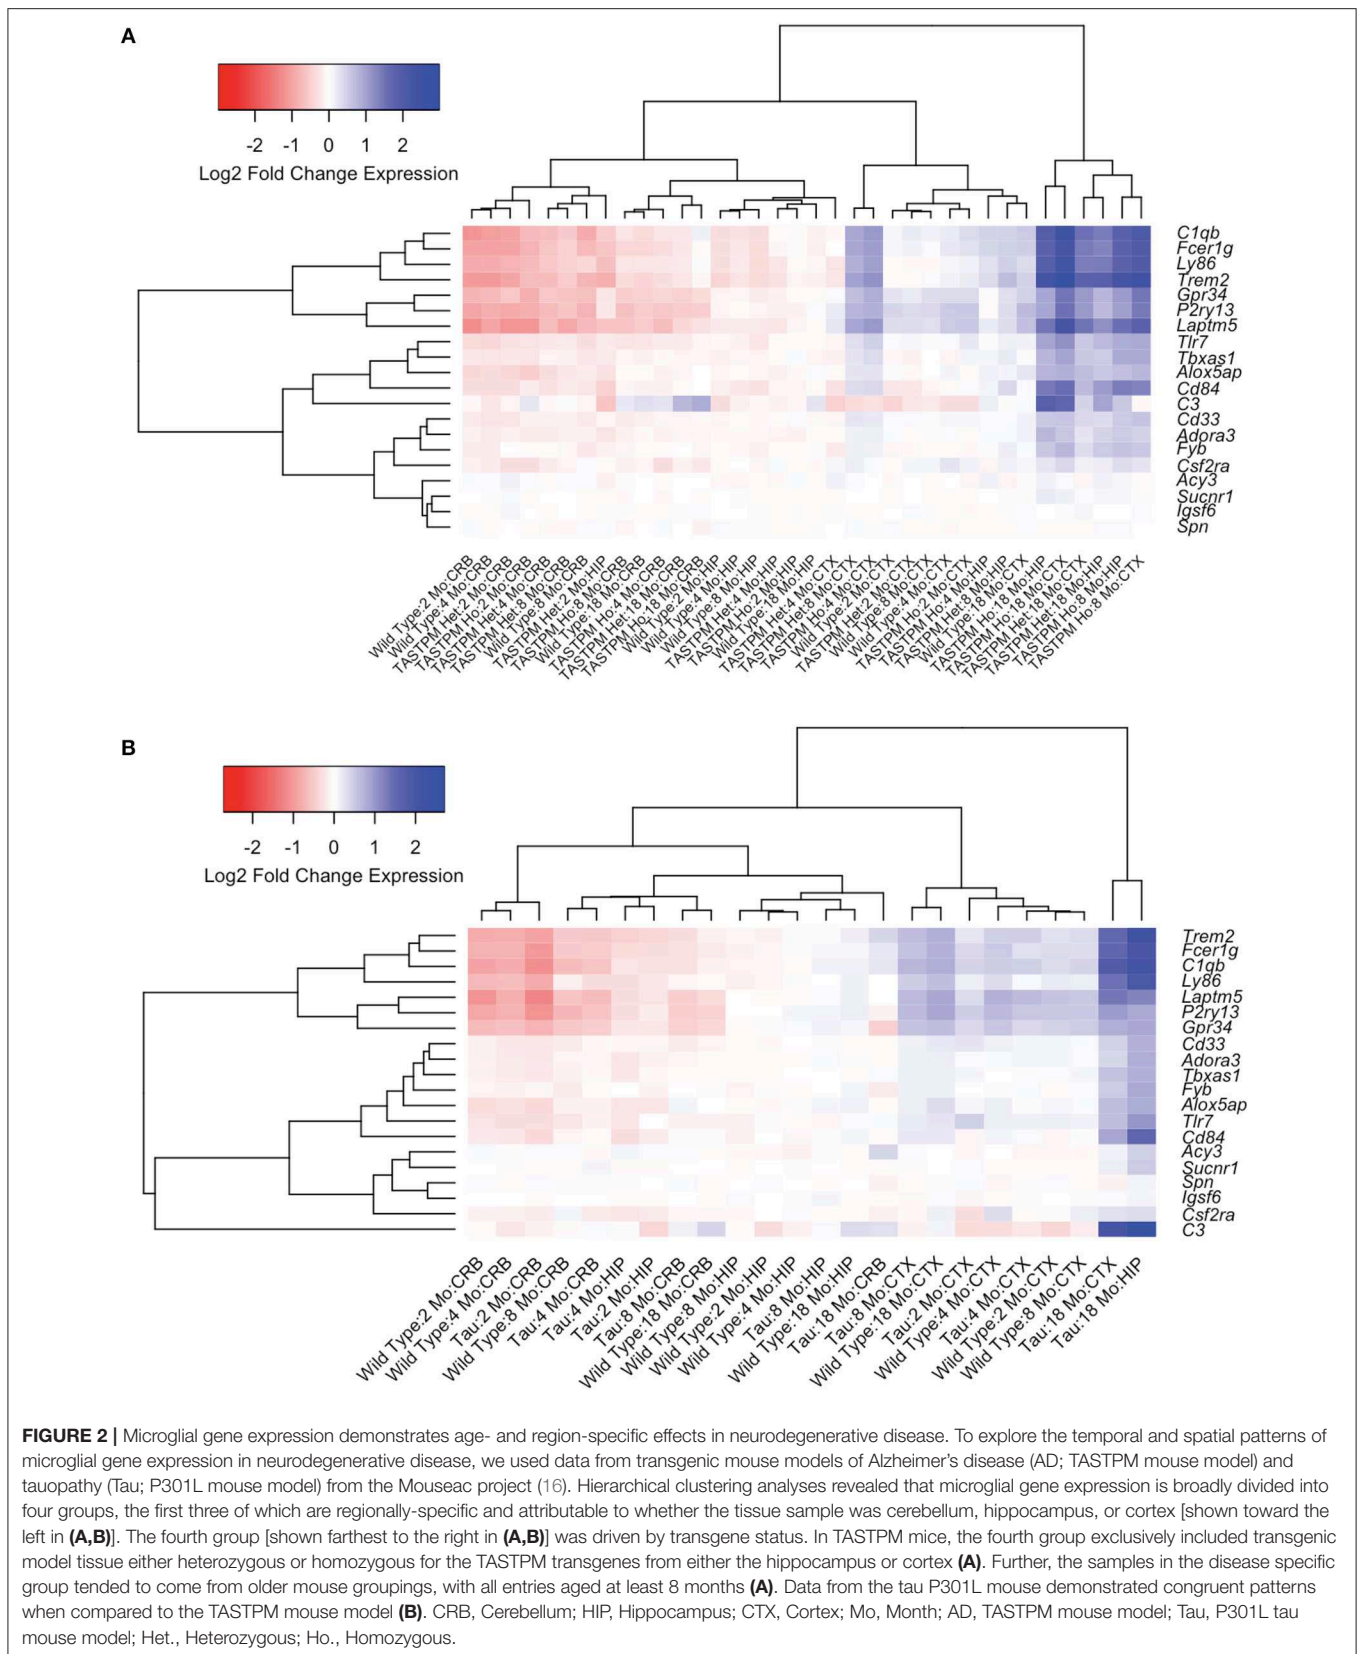 A
-2 -1 0 1 2
Log2 Fold Change Expression
C1qb
Fcer1g
Ly86
Trem2
Gpr34
P2ry13
Laptm5
Tlr7
Tbxas1
Alox5ap
Cd84
C3
Cd33
Adora3
Fyb
Csf2ra
Acy3
Sucnr1
Igsf6
Spn
Wild Type:2 Mo:CRB
Wild Type:4 Mo:CRB
TASTPM Het:2 Mo:CRB
TASTPM Ho:2 Mo:CRB
TASTPM Het:4 Mo:CRB
TASTPM Het:8 Mo:CRB
Wild Type:8 Mo:CRB
TASTPM Het:2 Mo:HIP
TASTPM Ho:8 Mo:CRB
Wild Type:18 Mo:CRB
TASTPM Ho:4 Mo:CRB
TASTPM Het:18 Mo:CRB
TASTPM Ho:18 Mo:CRB
Wild Type:2 Mo:HIP
Wild Type:4 Mo:HIP
Wild Type:8 Mo:HIP
TASTPM Het:4 Mo:HIP
TASTPM Ho:2 Mo:HIP
Wild Type:18 Mo:HIP
TASTPM Het:4 Mo:CTX
TASTPM Het:8 Mo:CTX
TASTPM Ho:4 Mo:CTX
Wild Type:2 Mo:CTX
TASTPM Het:2 Mo:CTX
Wild Type:8 Mo:CTX
Wild Type:4 Mo:CTX
TASTPM Ho:2 Mo:CTX
TASTPM Ho:4 Mo:HIP
TASTPM Het:8 Mo:HIP
Wild Type:18 Mo:CTX
TASTPM Ho:18 Mo:HIP
TASTPM Ho:18 Mo:CTX
TASTPM Het:18 Mo:CTX
TASTPM Het:18 Mo:HIP
TASTPM Ho:8 Mo:HIP
TASTPM Ho:8 Mo:CTX
B
-2 -1 0 1 2
Log2 Fold Change Expression
Trem2
Fcer1g
C1qb
Ly86
Laptm5
P2ry13
Gpr34
Cd33
Adora3
Tbxas1
Fyb
Alox5ap
Tlr7
Cd84
Acy3
Sucnr1
Spn
Igsf6
Csf2ra
C3
Wild Type:2 Mo:CRB
Wild Type:4 Mo:CRB
Tau:2 Mo:CRB
Wild Type:8 Mo:CRB
Tau:4 Mo:CRB
Tau:4 Mo:HIP
Tau:2 Mo:HIP
Tau:8 Mo:CRB
Wild Type:18 Mo:CRB
Wild Type:8 Mo:HIP
Wild Type:2 Mo:HIP
Wild Type:4 Mo:HIP
Tau:8 Mo:HIP
Wild Type:18 Mo:HIP
Tau:18 Mo:CRB
Tau:8 Mo:CTX
Wild Type:18 Mo:CTX
Tau:2 Mo:CTX
Wild Type:4 Mo:CTX
Tau:4 Mo:CTX
Wild Type:2 Mo:CTX
Wild Type:8 Mo:CTX
Tau:18 Mo:CTX
Tau:18 Mo:HIP
FIGURE 2 | Microglial gene expression demonstrates age- and region-specific effects in neurodegenerative disease. To explore the temporal and spatial patterns of
microglial gene expression in neurodegenerative disease, we used data from transgenic mouse models of Alzheimer's disease (AD; TASTPM mouse model) and
tauopathy (Tau; P301L mouse model) from the Mouseac project (16). Hierarchical clustering analyses revealed that microglial gene expression is broadly divided into
four groups, the first three of which are regionally-specific and attributable to whether the tissue sample was cerebellum, hippocampus, or cortex [shown toward the
left in (A,B)]. The fourth group [shown farthest to the right in (A,B)] was driven by transgene status. In TASTPM mice, the fourth group exclusively included transgenic
model tissue either heterozygous or homozygous for the TASTPM transgenes from either the hippocampus or cortex (A). Further, the samples in the disease specific
group tended to come from older mouse groupings, with all entries aged at least 8 months (A). Data from the tau P301L mouse demonstrated congruent patterns
when compared to the TASTPM mouse model (B). CRB, Cerebellum; HIP, Hippocampus; CTX, Cortex; Mo, Month; AD, TASTPM mouse model; Tau, P301L tau
mouse model; Het., Heterozygous; Ho., Homozygous.